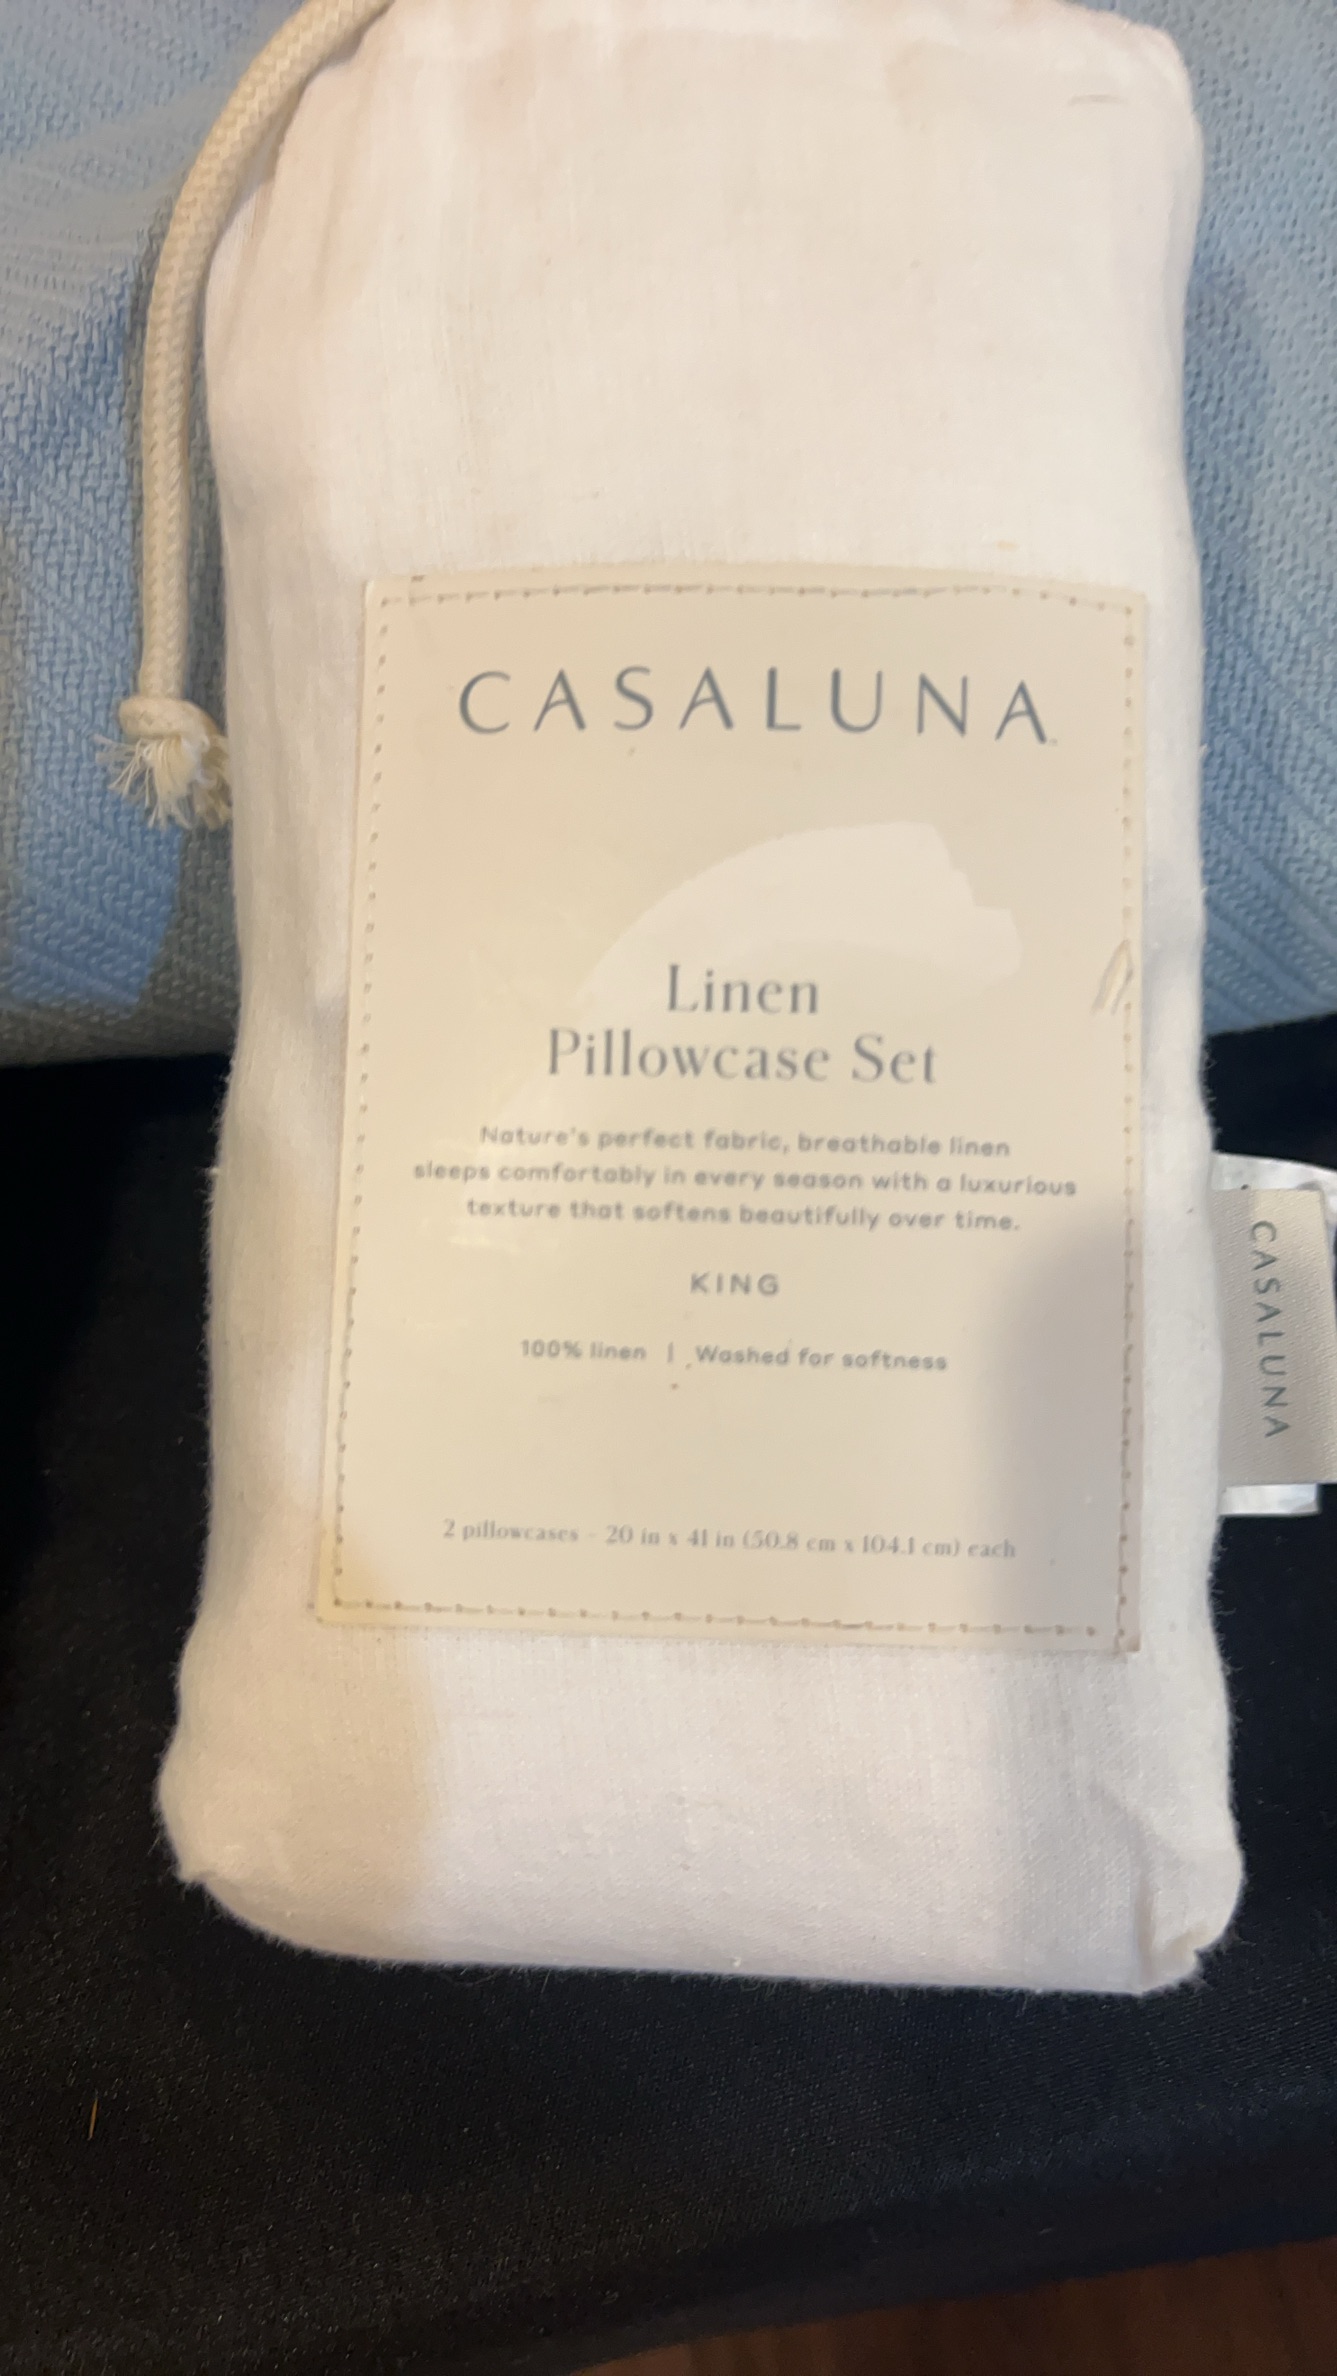 CASALUNA
Linen
Pillowcase Set
Nature's perfect fabric, breathable linen
sleeps comfortably in every season with a luxurious
texture that softens beautifully over time.
KING
100% linen | Washed for softness
2 pillowcases - 20 in x 41 in (50.8 cm x 104.1 cm) each
CASALUNA